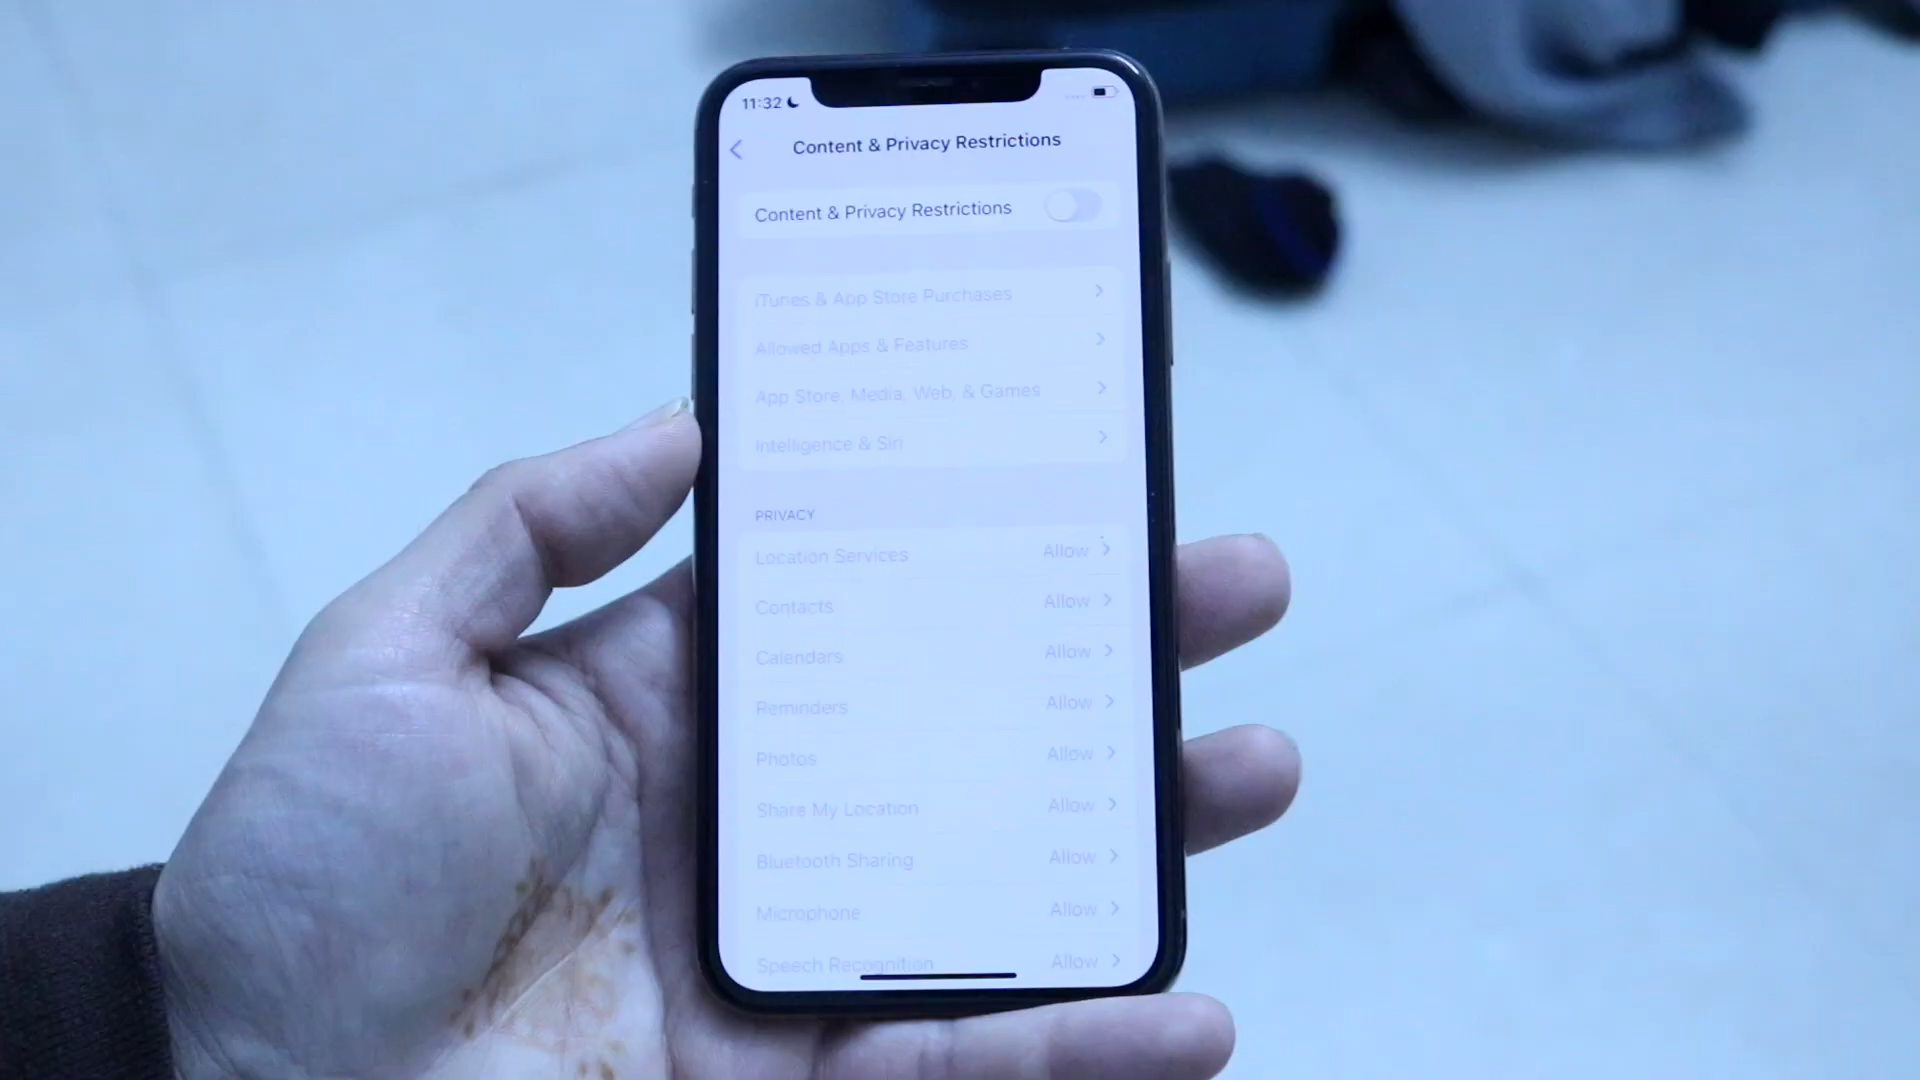 11:32
Content & Privacy Restrictions
Content & Privacy Restrictions
iTunes & App Store Purchases
Allowed Apps & Features
App Store, Media, Web, & Games
Intelligence & Siri
PRIVACY
Location Services Allow
Contacts Allow
Calendars Allow
Reminders Allow
Photos Allow
Share My Location Allow
Bluetooth Sharing Allow
Microphone Allow
Speech Recognition Allow